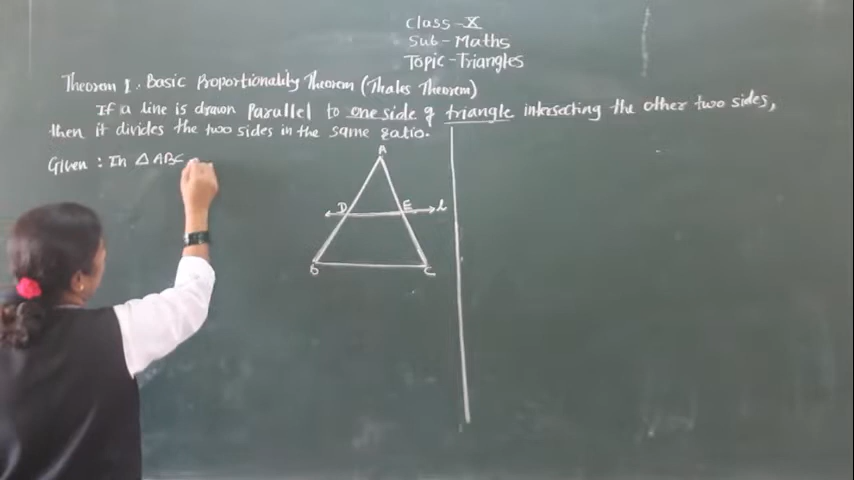 Class-X
Sub-Maths
Topic-Triangles
Theorem 1. Basic Proportionality Theorem (Thales Theorem)
If a line is drawn Parallel to one side of triangle intersecting the other two sides,
then it divides the two sides in the same ratio.
Given : In △ABC
A
D E l
B C